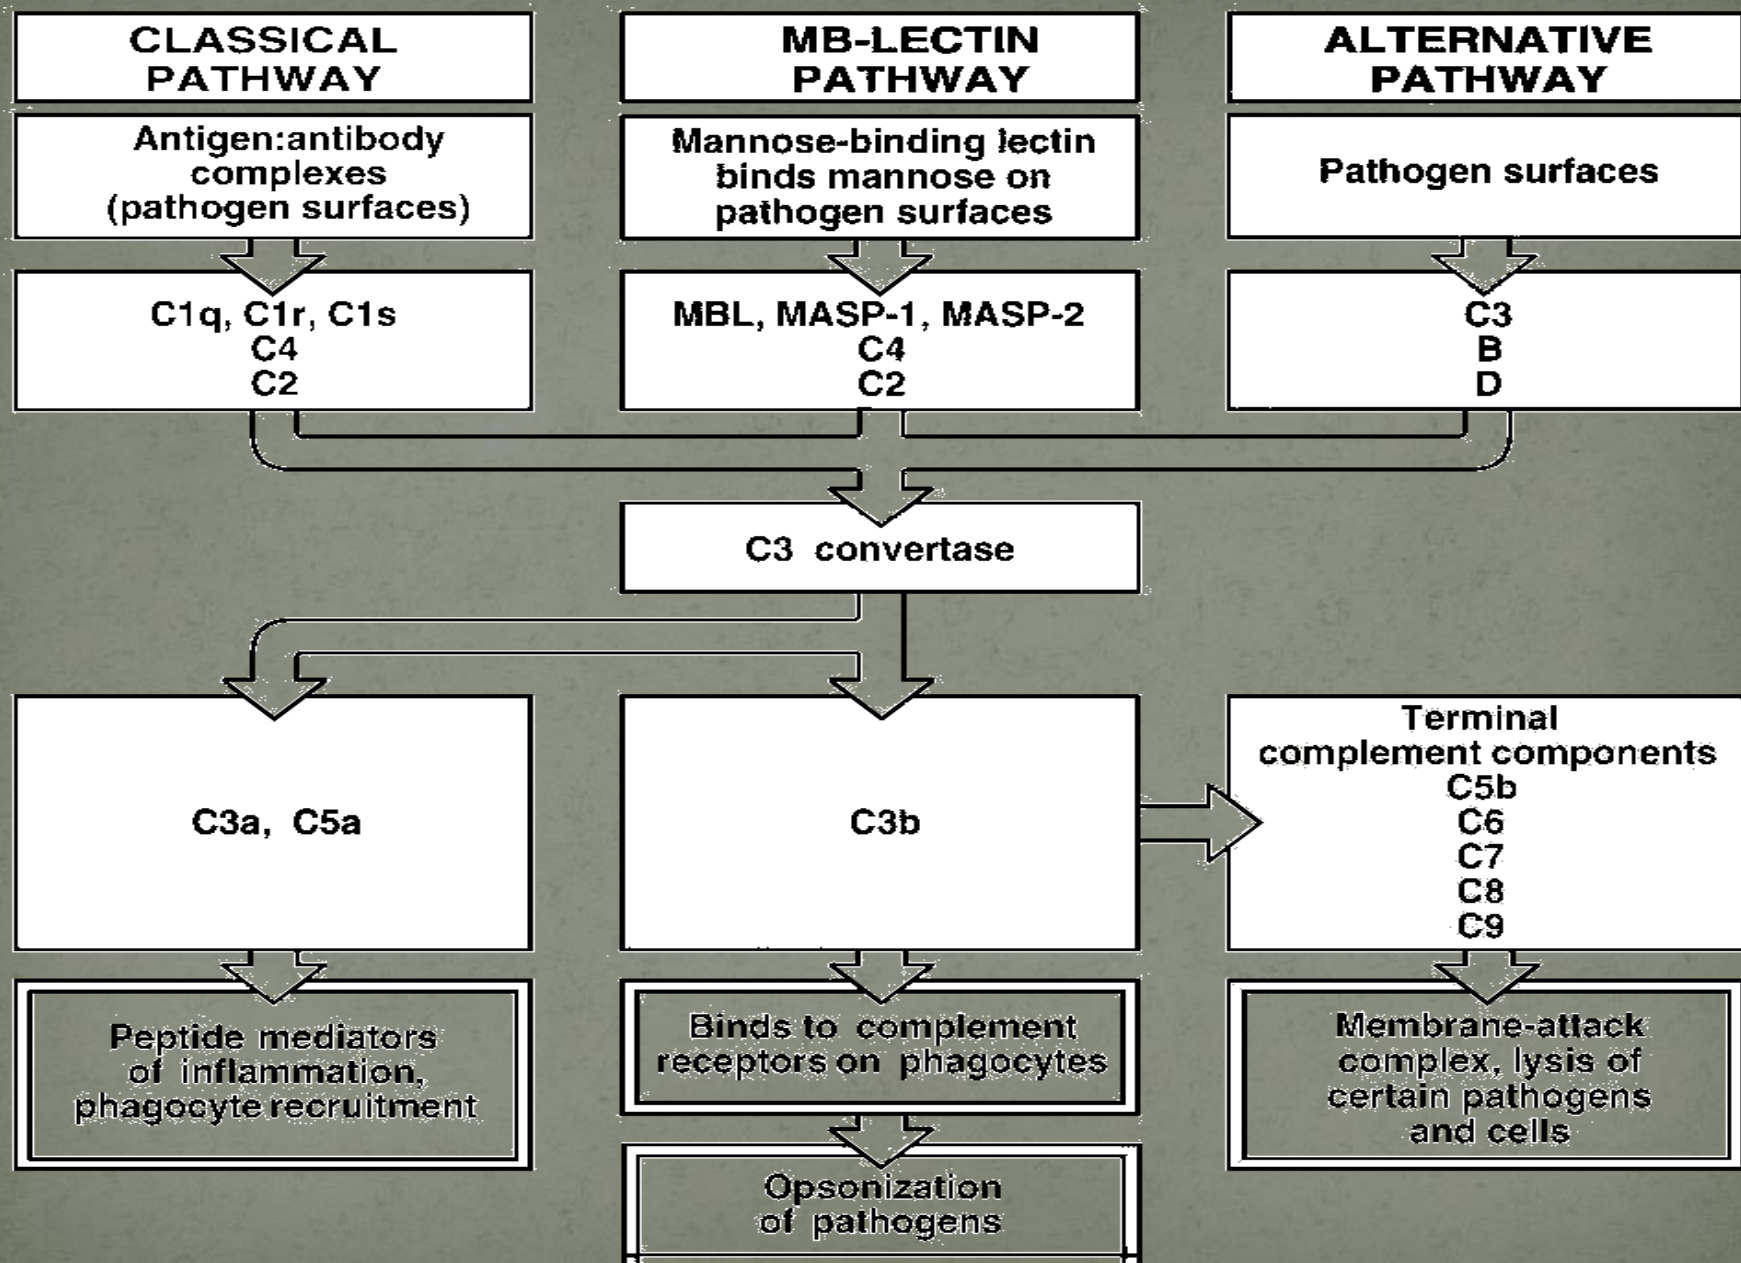 CLASSICAL
PATHWAY
Antigen:antibody
complexes
(pathogen surfaces)
C1q, C1r, C1s
C4
C2
MB-LECTIN
PATHWAY
Mannose-binding lectin
binds mannose on
pathogen surfaces
MBL, MASP-1, MASP-2
C4
C2
ALTERNATIVE
PATHWAY
Pathogen surfaces
C3
B
D
C3 convertase
C3a, C5a
Peptide mediators
of inflammation,
phagocyte recruitment
C3b
Binds to complement
receptors on phagocytes
Opsonization
of pathogens
Terminal
complement components
C5b
C6
C7
C8
C9
Membrane-attack
complex, lysis of
certain pathogens
and cells